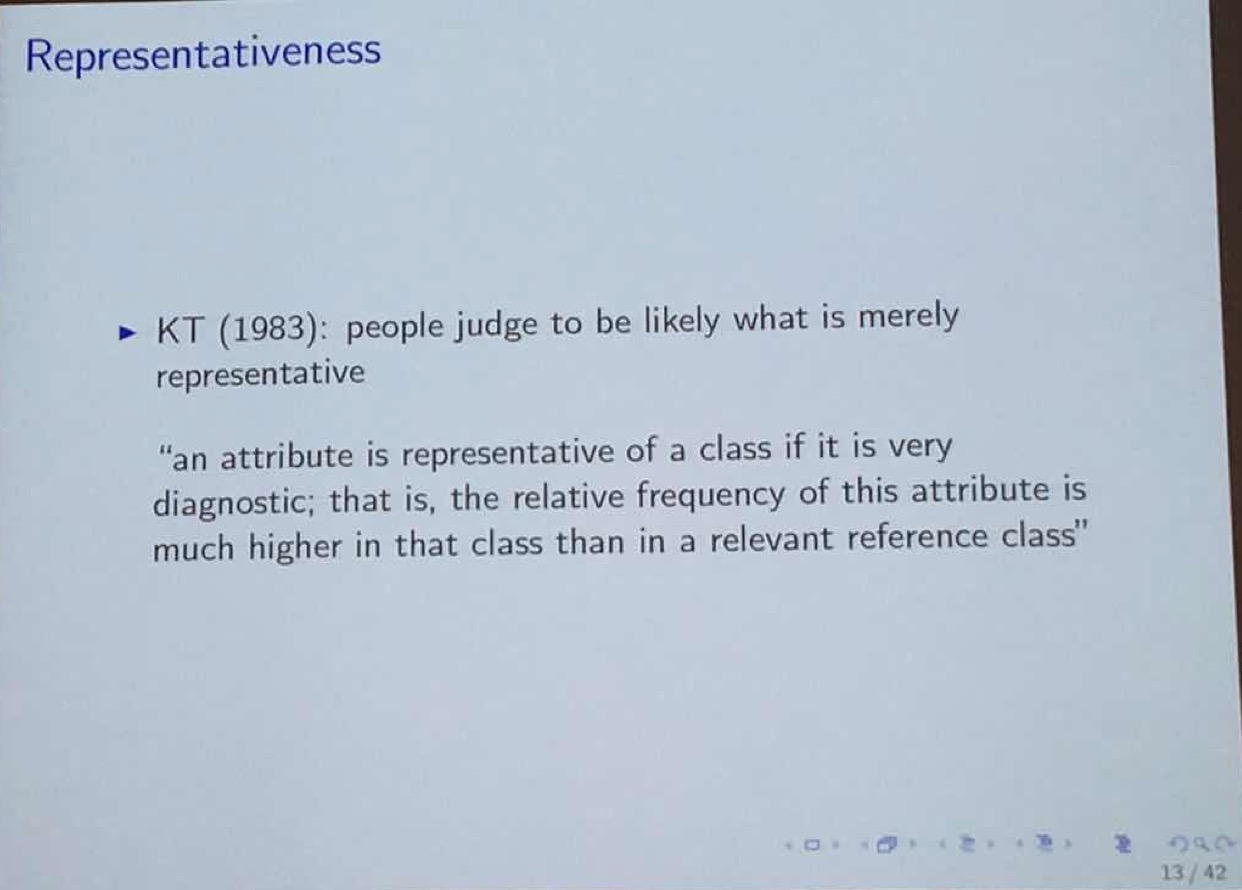 Representativeness
► KT (1983): people judge to be likely what is merely
representative
“an attribute is representative of a class if it is very
diagnostic; that is, the relative frequency of this attribute is
much higher in that class than in a relevant reference class”
13 / 42